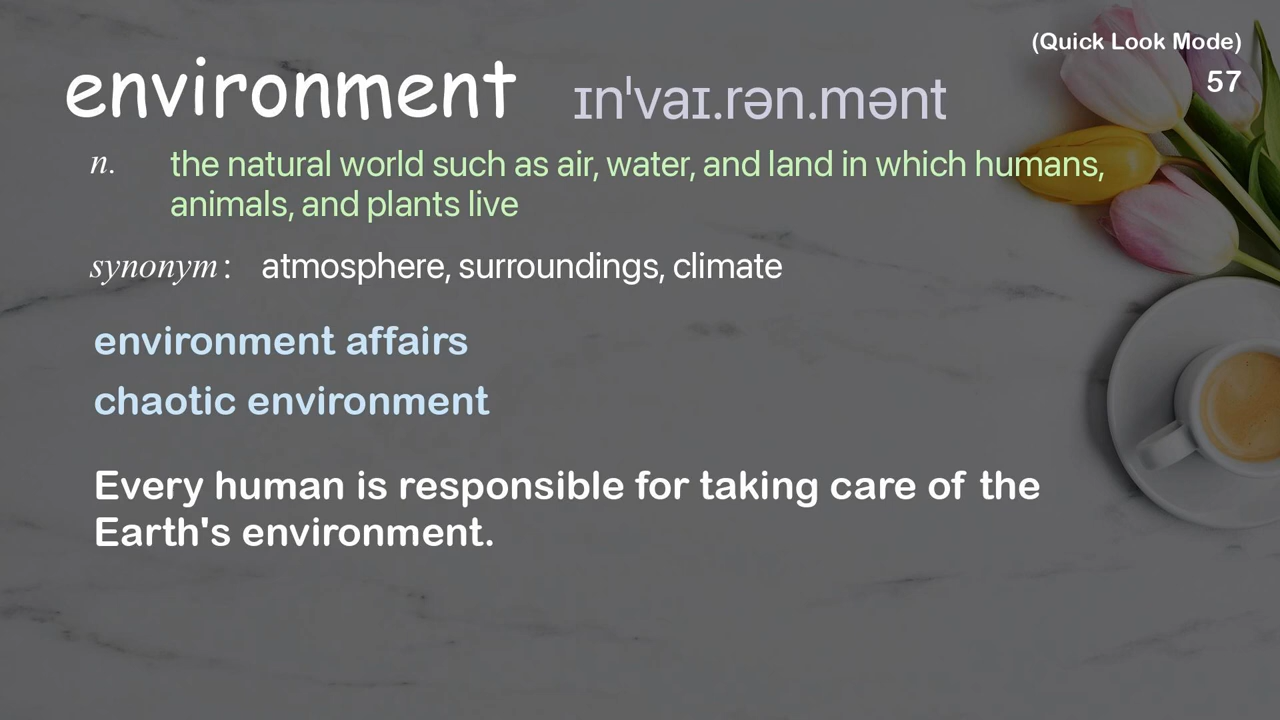 (Quick Look Mode)
57
environment ɪnˈvaɪ.rən.mənt
n. the natural world such as air, water, and land in which humans,
animals, and plants live
synonym: atmosphere, surroundings, climate
environment affairs
chaotic environment
Every human is responsible for taking care of the
Earth's environment.